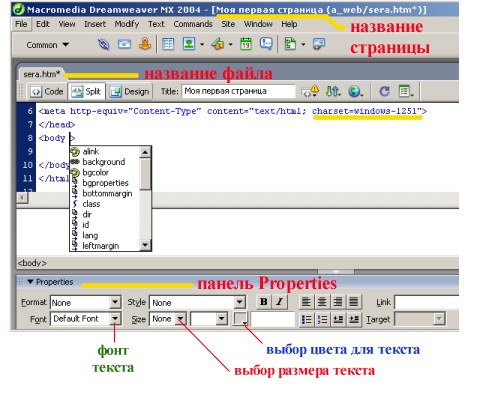 Macromedia Dreamweaver MX 2004 - [Моя первая страница (a_web/sera.htm*)]
File Edit View Insert Modify Text Commands Site Window Help
название
страницы
Common
название файла
sera.htm*
Code Split Design Title: Моя первая страница
6 <meta http-equiv="Content-Type" content="text/html; charset=windows-1251">
7 </head>
8 <body >
9
10 </body>
11 </html>
12
alink
background
bgcolor
bgproperties
bottommargin
class
dir
id
lang
leftmargin
<body>
панель Properties
Properties
Format None Style None B I Link
Font Default Font Size None Target
фонт
текста
выбор цвета для текста
выбор размера текста